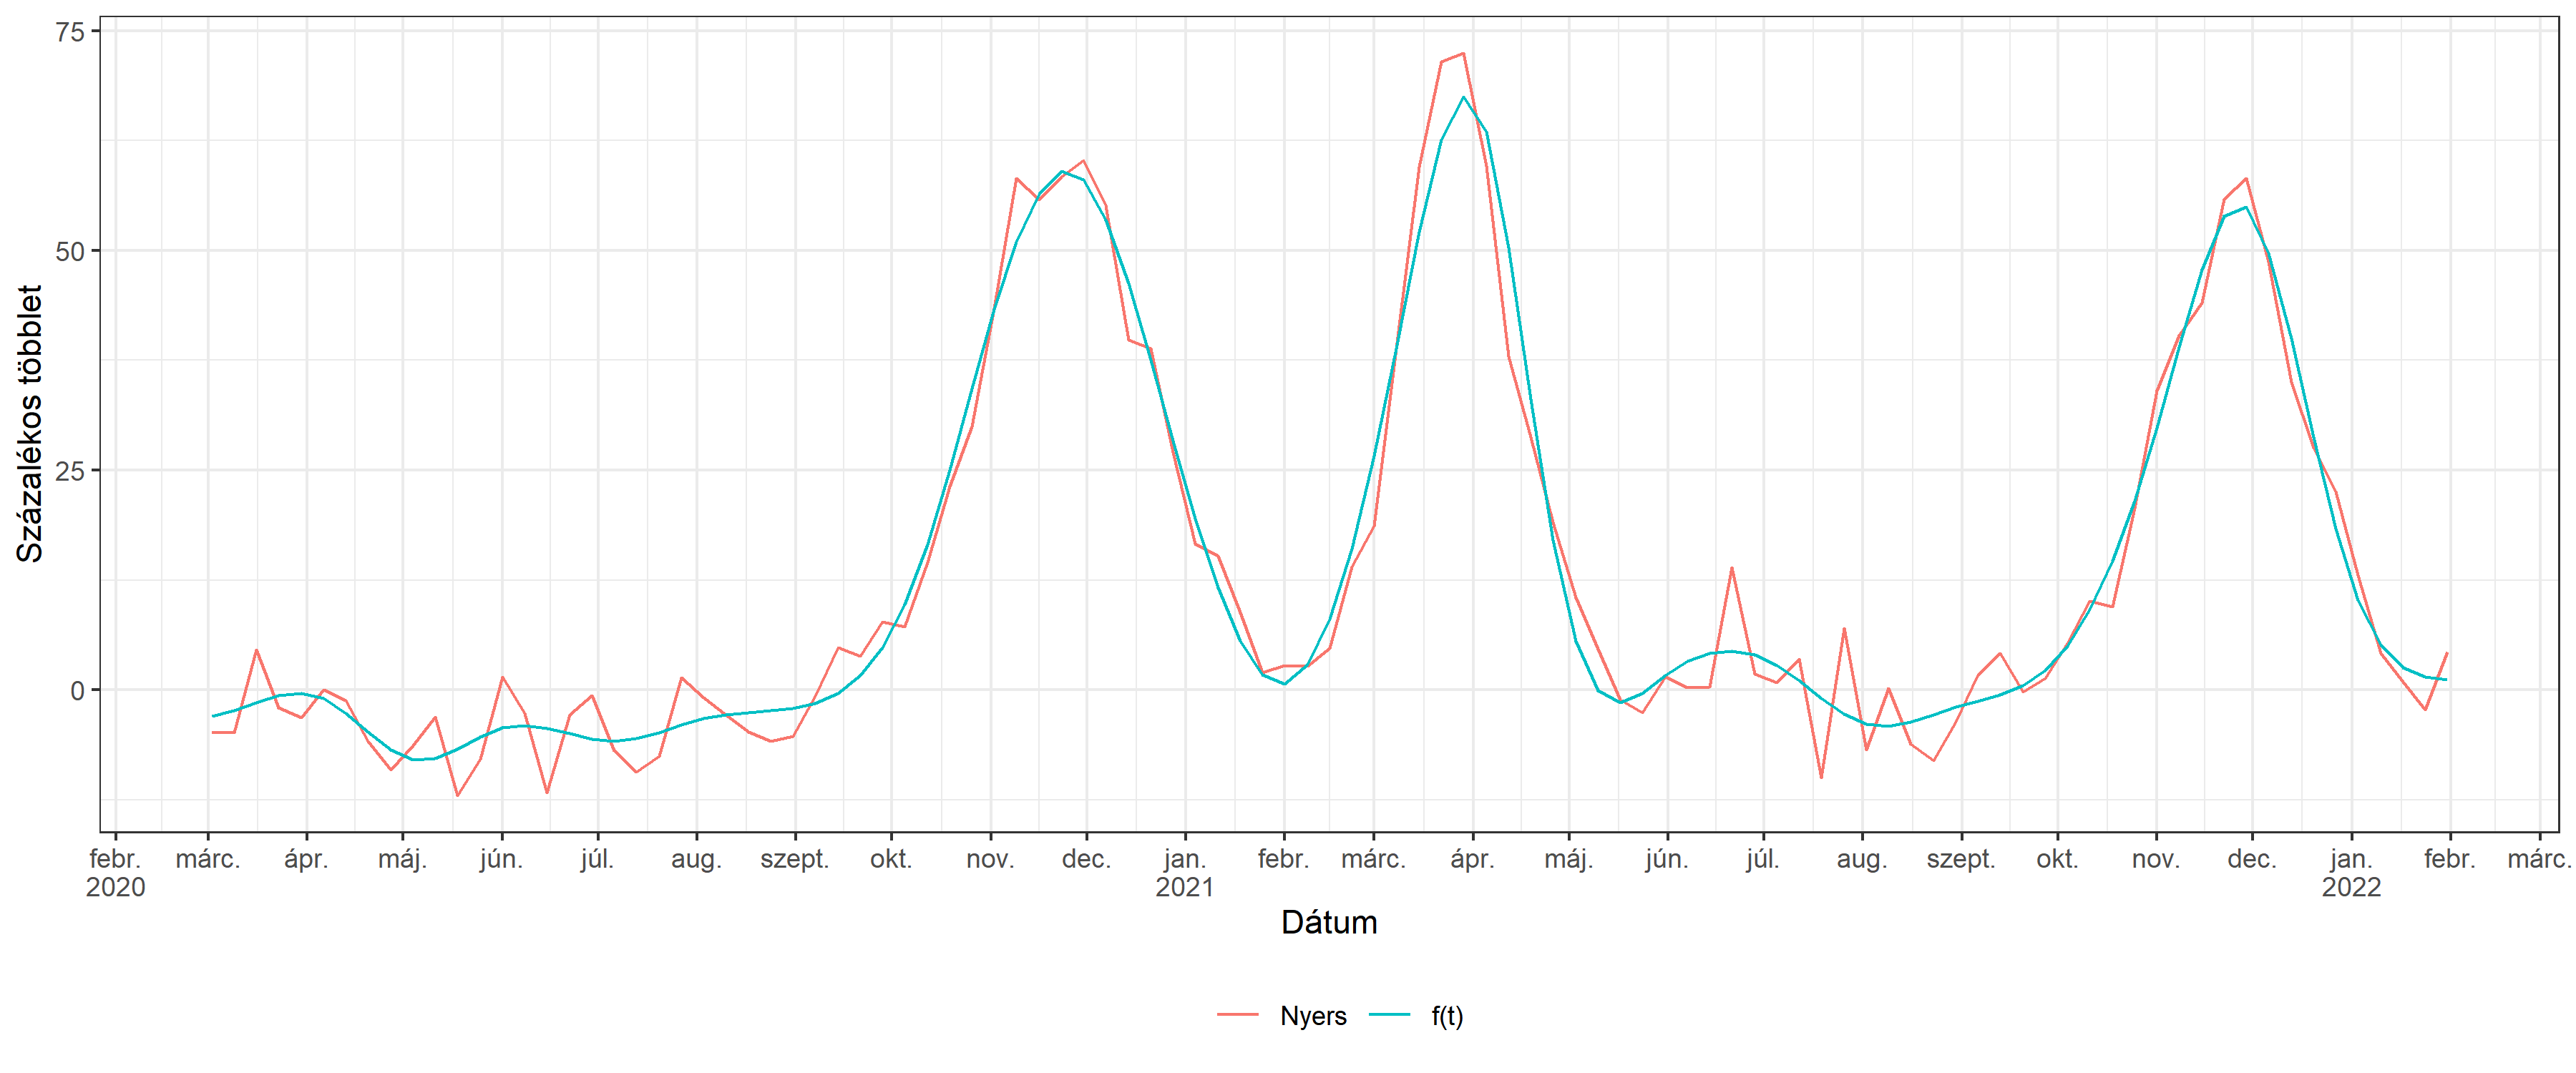 Százalékos többlet
75
50
25
0
febr. márc. ápr. máj. jún. júl. aug. szept. okt. nov. dec. jan. febr. márc. ápr. máj. jún. júl. aug. szept. okt. nov. dec. jan. febr. márc.
2020 2021 2022
Dátum
Nyers f(t)